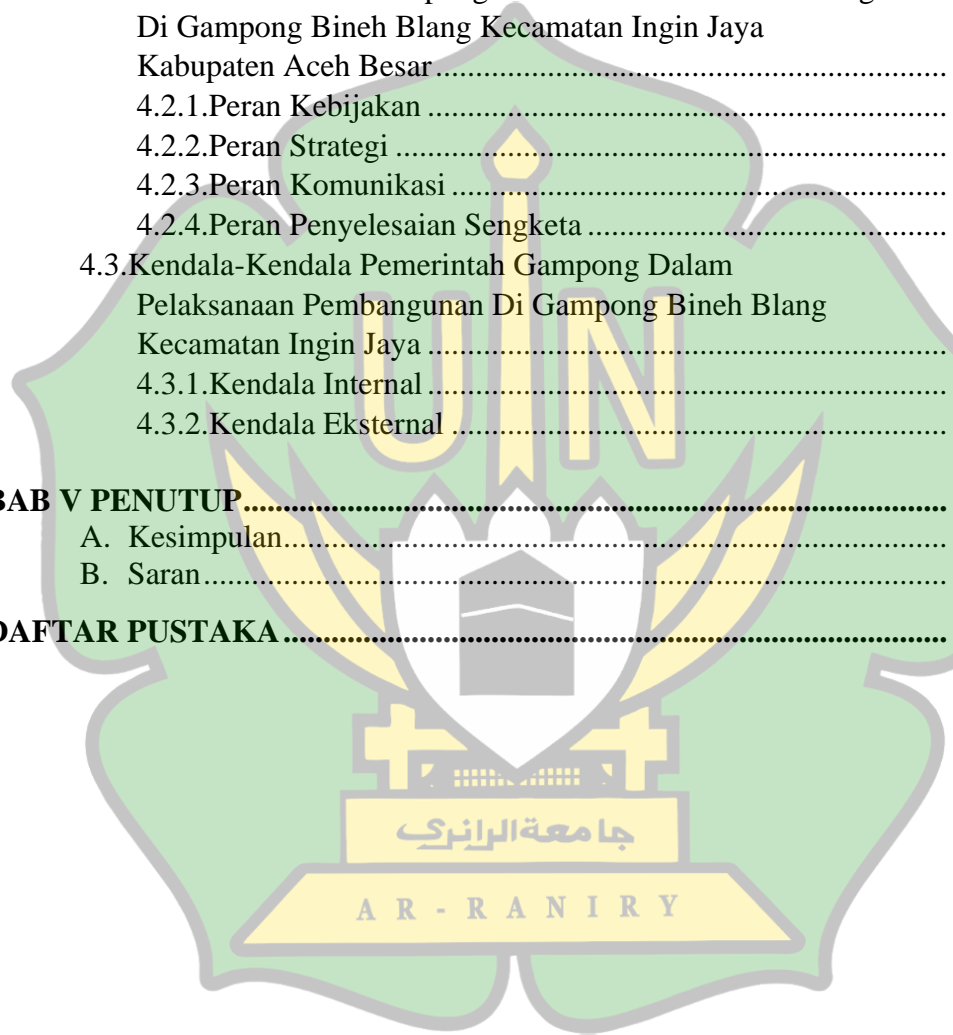 Di Gampong Bineh Blang Kecamatan Ingin Jaya
Kabupaten Aceh Besar................................................................
4.2.1.Peran Kebijakan ................................................................
4.2.2.Peran Strategi ................................................................
4.2.3.Peran Komunikasi ................................................................
4.2.4.Peran Penyelesaian Sengketa ................................................
4.3.Kendala-Kendala Pemerintah Gampong Dalam
Pelaksanaan Pembangunan Di Gampong Bineh Blang
Kecamatan Ingin Jaya ................................................................
4.3.1.Kendala Internal ................................................................
4.3.2.Kendala Eksternal ................................................................
BAB V PENUTUP................................................................
A. Kesimpulan................................................................
B. Saran................................................................
DAFTAR PUSTAKA................................................................
UIN
جامعةالرانري
AR-RANIRY